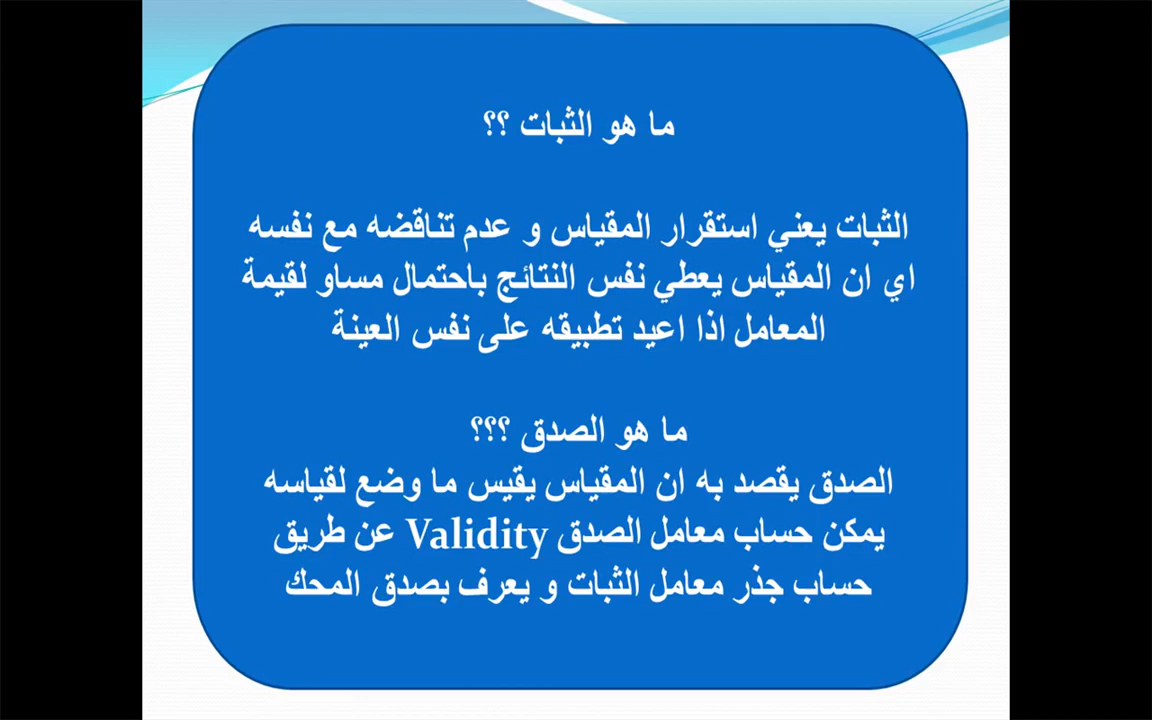 ما هو الثبات ؟؟
الثبات يعني استقرار المقياس و عدم تناقضه مع نفسه
اي ان المقياس يعطي نفس النتائج باحتمال مساو لقيمة
المعامل اذا اعيد تطبيقه على نفس العينة
ما هو الصدق ؟؟؟
الصدق يقصد به ان المقياس يقيس ما وضع لقياسه
يمكن حساب معامل الصدق Validity عن طريق
حساب جذر معامل الثبات و يعرف بصدق المحك